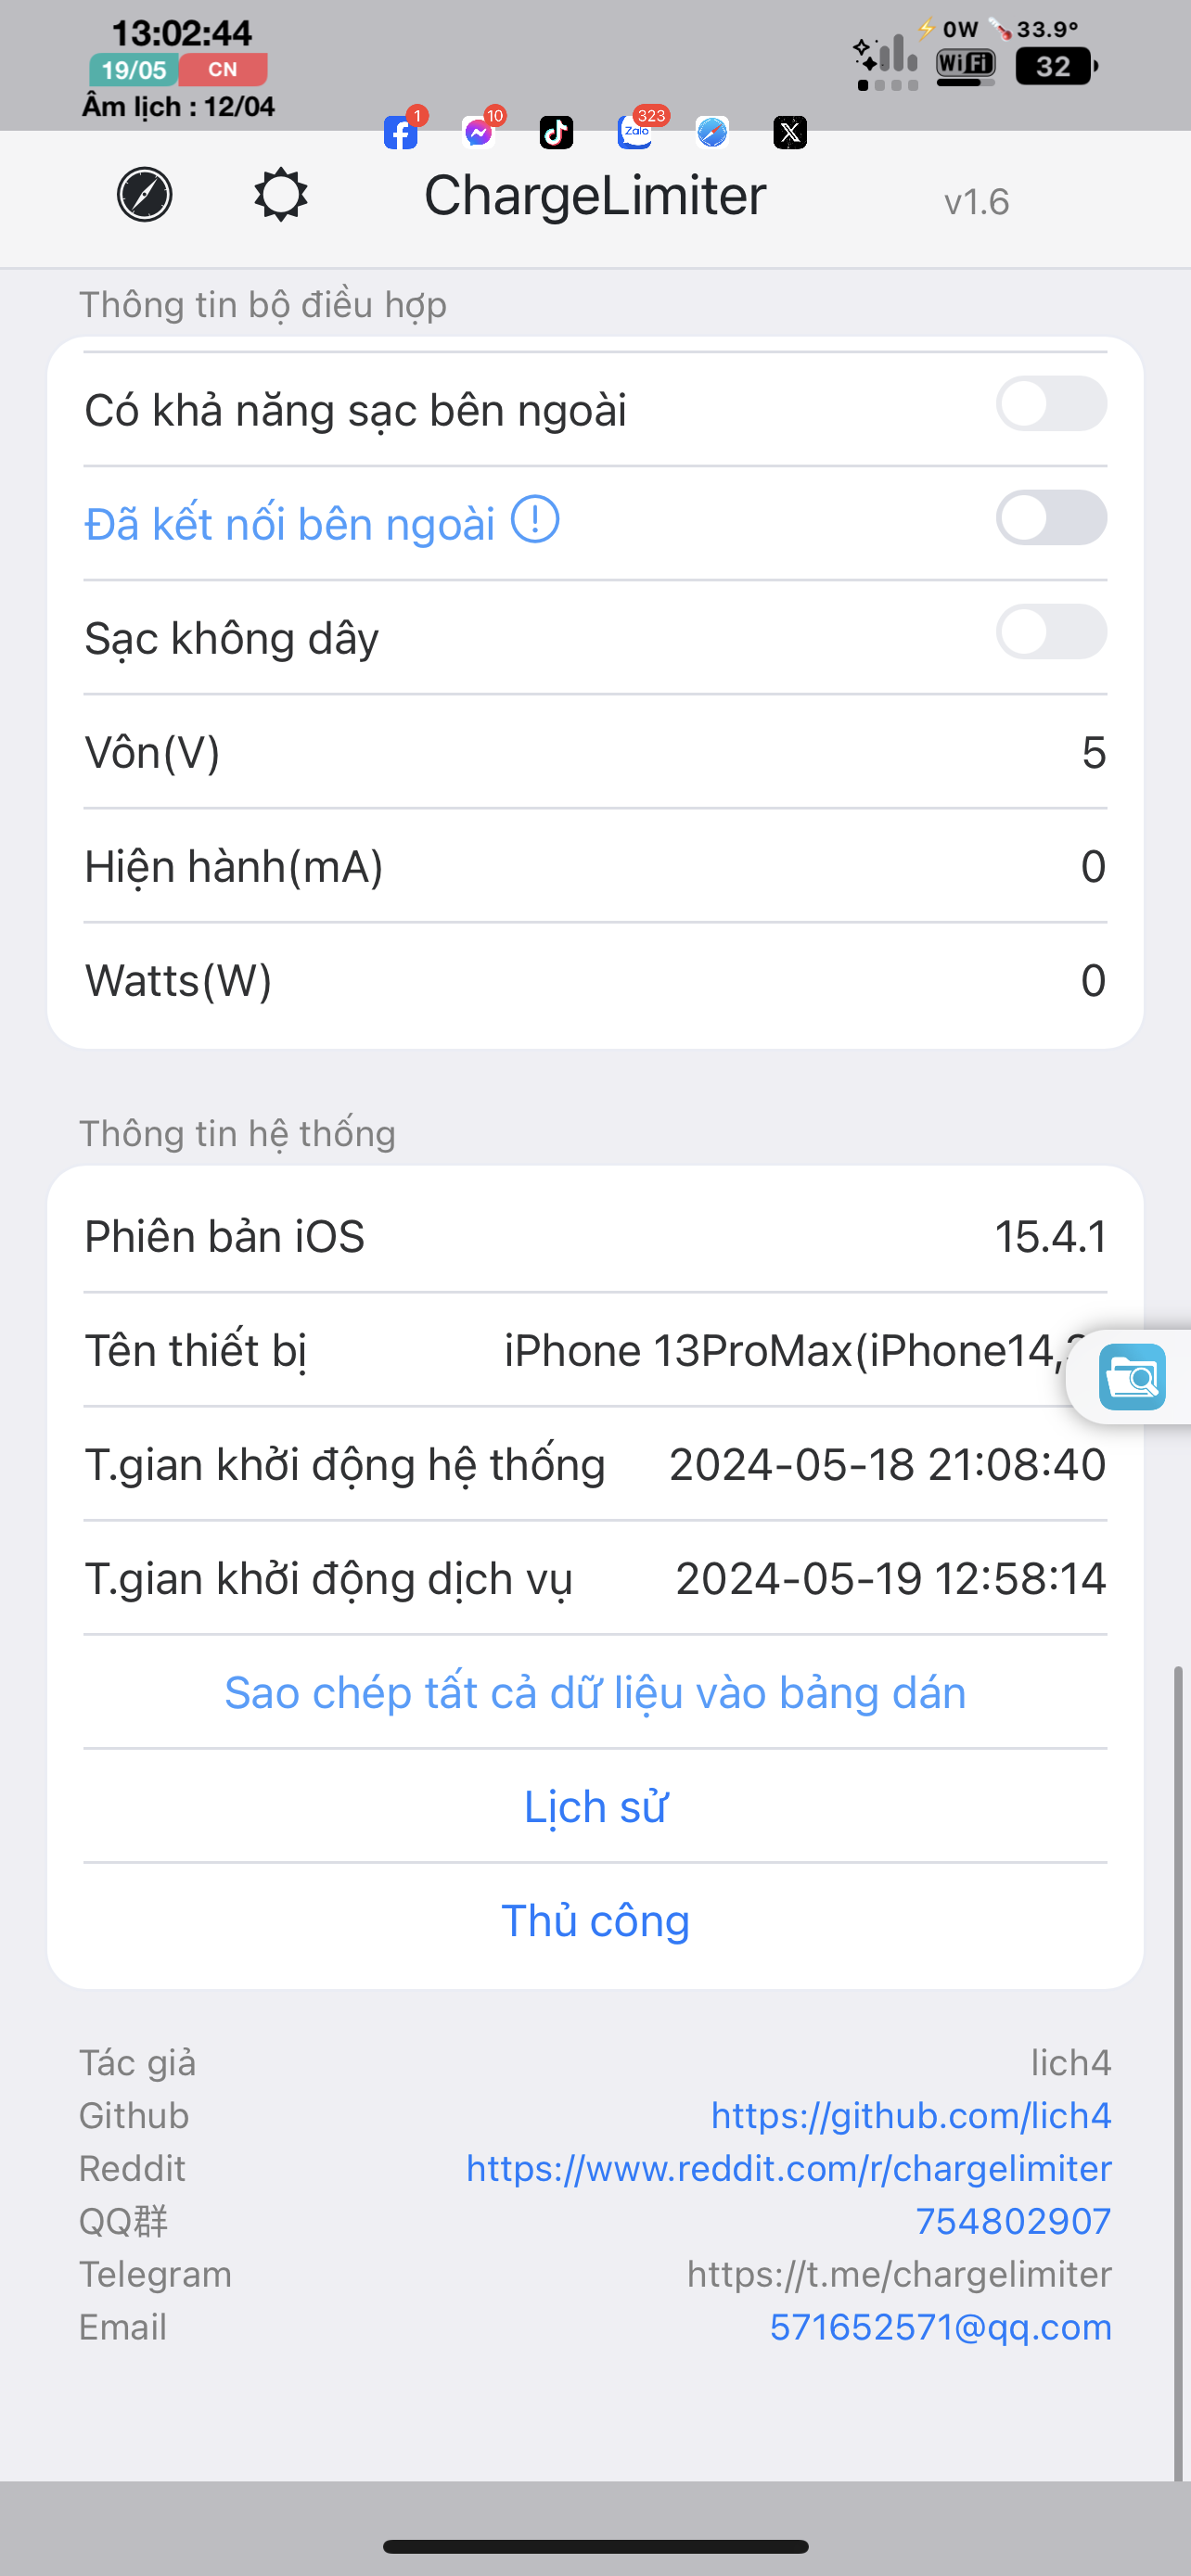 13:02:44
19/05 CN
Âm lịch : 12/04
0W 33.9°
WiFi 32
1 10 323
Zalo
ChargeLimiter v1.6
Thông tin bộ điều hợp
Có khả năng sạc bên ngoài
Đã kết nối bên ngoài
Sạc không dây
Vôn(V) 5
Hiện hành(mA) 0
Watts(W) 0
Thông tin hệ thống
Phiên bản iOS 15.4.1
Tên thiết bị iPhone 13ProMax(iPhone14,
T.gian khởi động hệ thống 2024-05-18 21:08:40
T.gian khởi động dịch vụ 2024-05-19 12:58:14
Sao chép tất cả dữ liệu vào bảng dán
Lịch sử
Thủ công
Tác giả lich4
Github https://github.com/lich4
Reddit https://www.reddit.com/r/chargelimiter
QQ群 754802907
Telegram https://t.me/chargelimiter
Email 571652571@qq.com